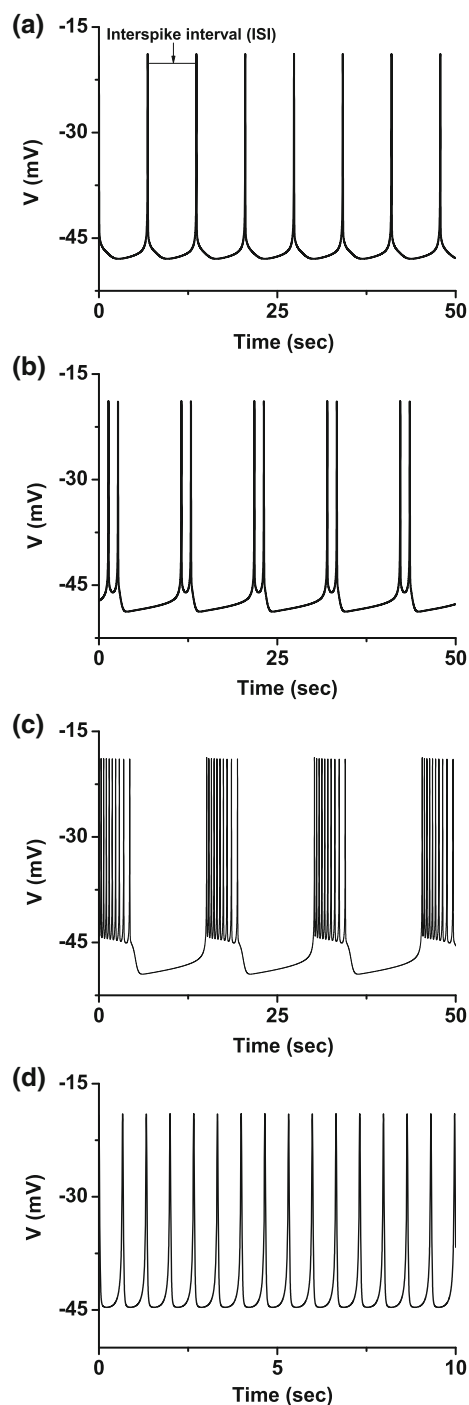 (a)
Interspike interval (ISI)
-15
-30
-45
V (mV)
0 25 50
Time (sec)
(b)
-15
-30
-45
V (mV)
0 25 50
Time (sec)
(c)
-15
-30
-45
V (mV)
0 25 50
Time (sec)
(d)
-15
-30
-45
V (mV)
0 5 10
Time (sec)